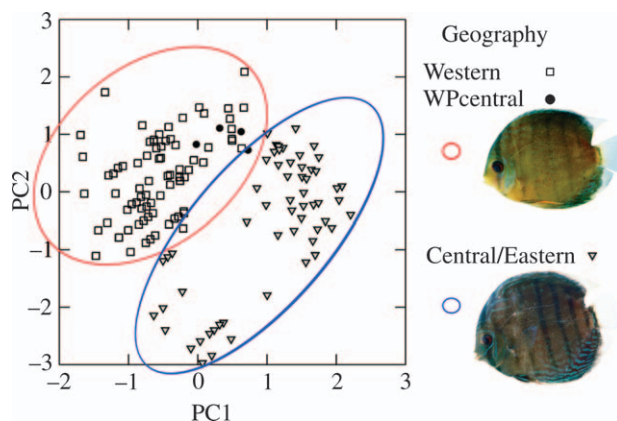 3
2
1
0
−1
−2
−3
PC2
−2 −1 0 1 2 3
PC1
Geography
Western
WPcentral
Central/Eastern